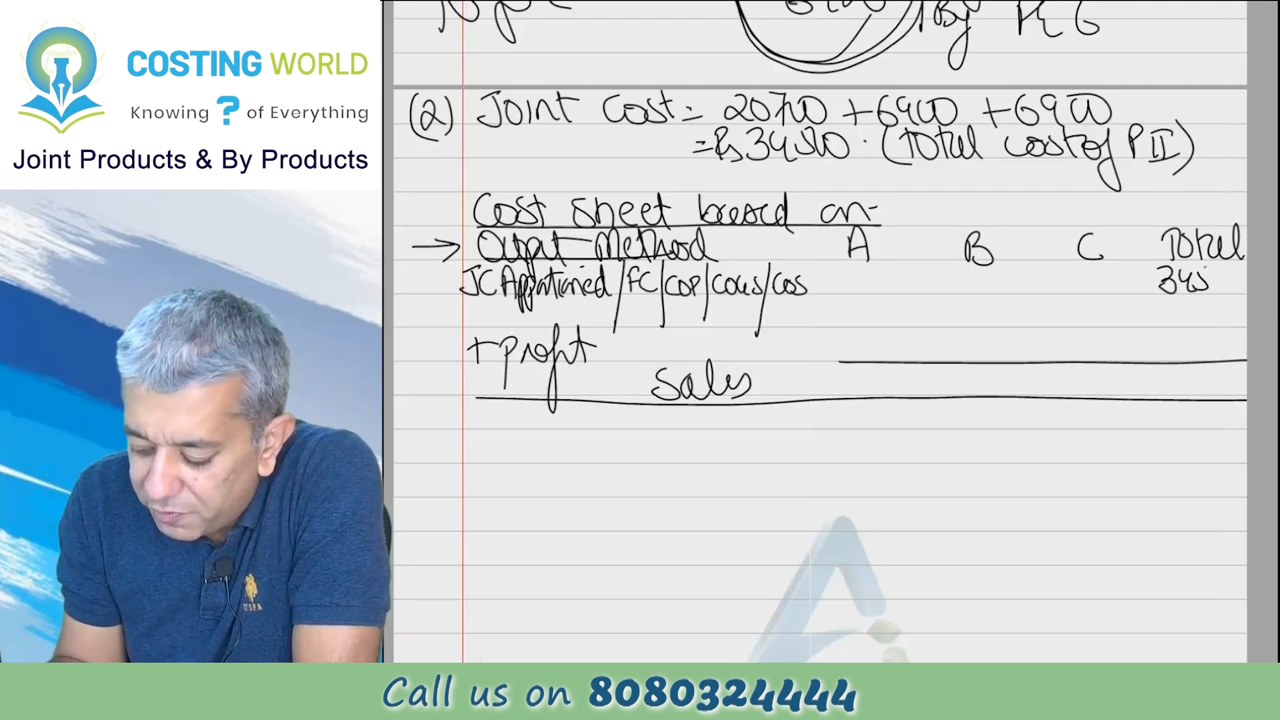 COSTING WORLD
Knowing ? of Everything
Joint Products & By Products
By
(2) Joint Cost = 20700 + 6900 + 6900
= Rs 34500. (Total cost of P II)
Cost sheet based on-
→ Output Method A B C Total
JC Apportioned / FC / COP / COGS / COS 345
+ Profit
Sales
U.S.P.A
Call us on 8080324444